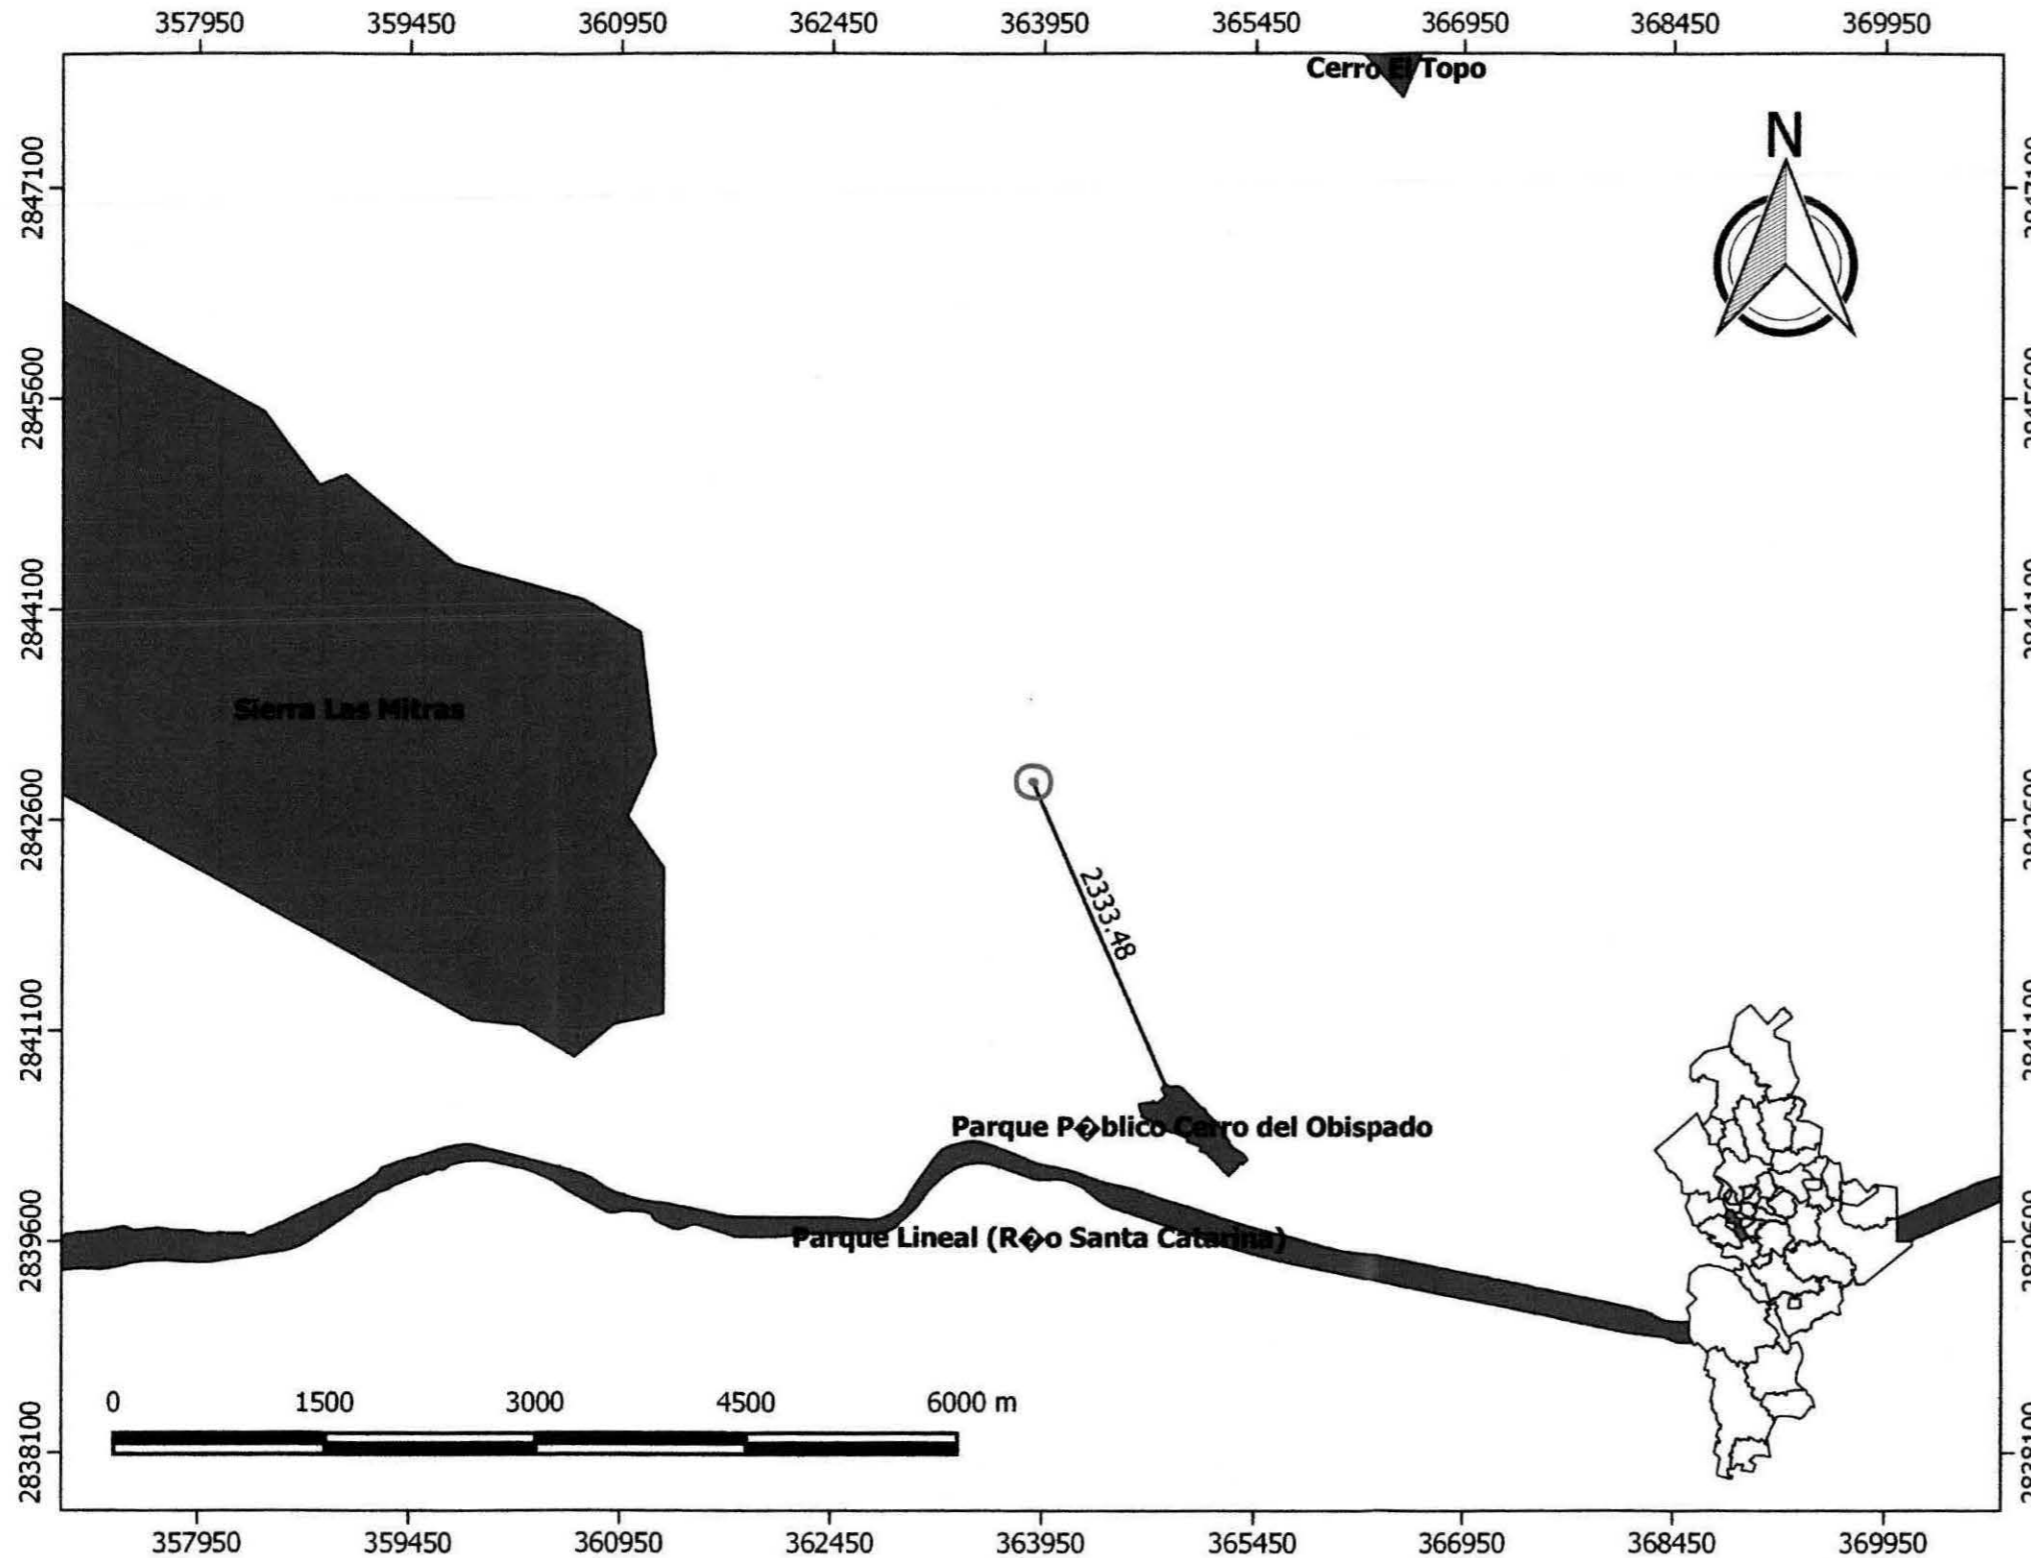 357950 359450 360950 362450 363950 365450 366950 368450 369950
Cerro El Topo
N
2847100
2845600
2844100
Sierra Las Mitras
2842600
2333.48
2841100
Parque P�blico Cerro del Obispado
2839600
Parque Lineal (R�o Santa Catarina)
0 1500 3000 4500 6000 m
2838100
357950 359450 360950 362450 363950 365450 366950 368450 369950